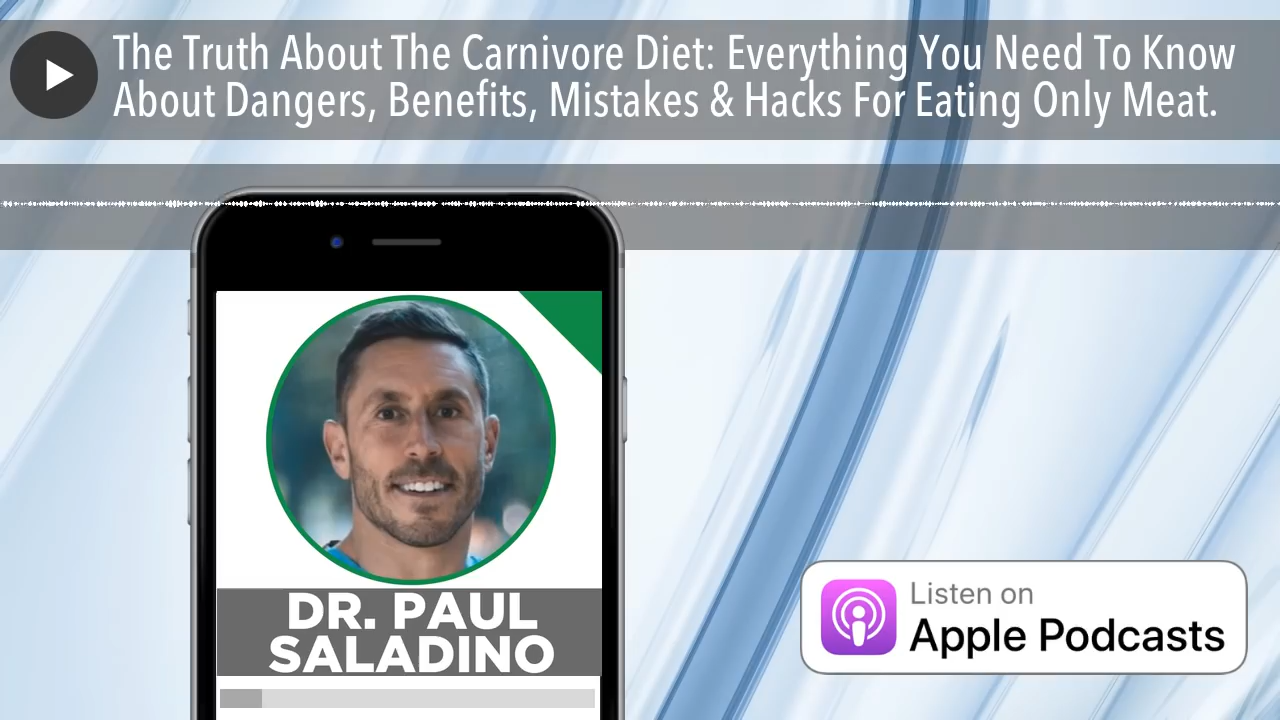 The Truth About The Carnivore Diet: Everything You Need To Know
About Dangers, Benefits, Mistakes & Hacks For Eating Only Meat.
DR. PAUL
SALADINO
Listen on
Apple Podcasts